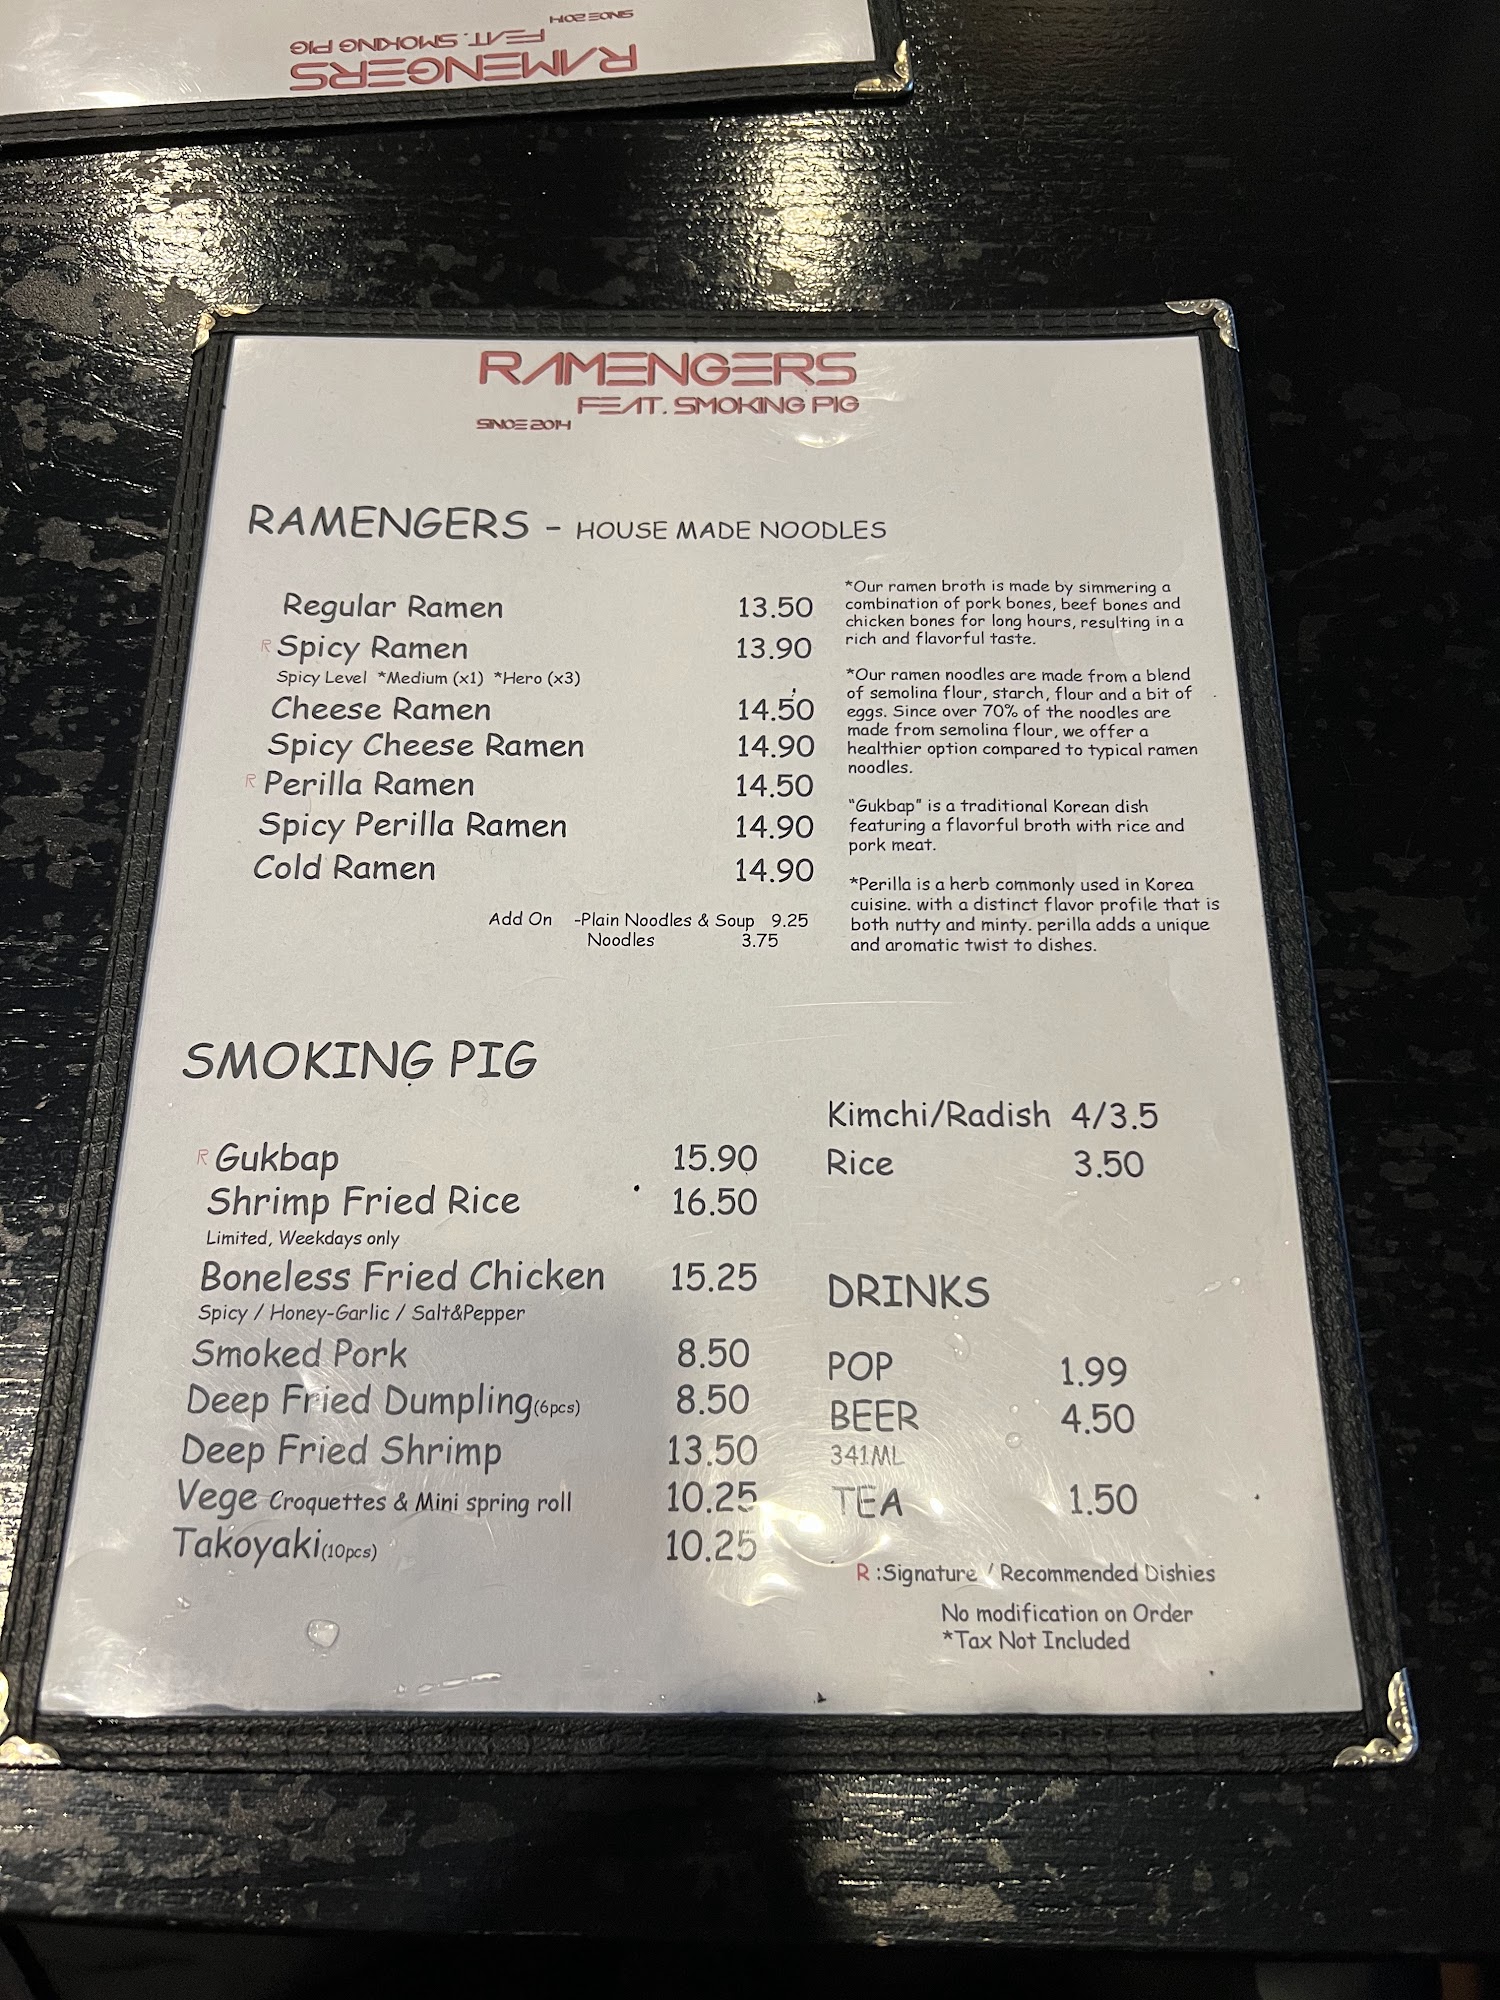 SINCE 2014
FEAT. SMOKING PIG
RAMENGERS
RAMENGERS
FEAT. SMOKING PIG
SINCE 2014
RAMENGERS - HOUSE MADE NOODLES
Regular Ramen 13.50
R Spicy Ramen 13.90
Spicy Level *Medium (x1) *Hero (x3)
Cheese Ramen 14.50
Spicy Cheese Ramen 14.90
R Perilla Ramen 14.50
Spicy Perilla Ramen 14.90
Cold Ramen 14.90
Add On -Plain Noodles & Soup 9.25
Noodles 3.75
*Our ramen broth is made by simmering a
combination of pork bones, beef bones and
chicken bones for long hours, resulting in a
rich and flavorful taste.
*Our ramen noodles are made from a blend
of semolina flour, starch, flour and a bit of
eggs. Since over 70% of the noodles are
made from semolina flour, we offer a
healthier option compared to typical ramen
noodles.
"Gukbap" is a traditional Korean dish
featuring a flavorful broth with rice and
pork meat.
*Perilla is a herb commonly used in Korea
cuisine. with a distinct flavor profile that is
both nutty and minty. perilla adds a unique
and aromatic twist to dishes.
SMOKING PIG
R Gukbap 15.90
Shrimp Fried Rice 16.50
Limited, Weekdays only
Boneless Fried Chicken 15.25
Spicy / Honey-Garlic / Salt&Pepper
Smoked Pork 8.50
Deep Fried Dumpling(6pcs) 8.50
Deep Fried Shrimp 13.50
Vege Croquettes & Mini spring roll 10.25
Takoyaki(10pcs) 10.25
Kimchi/Radish 4/3.5
Rice 3.50
DRINKS
POP 1.99
BEER 4.50
341ML
TEA 1.50
R :Signature / Recommended Dishies
No modification on Order
*Tax Not Included